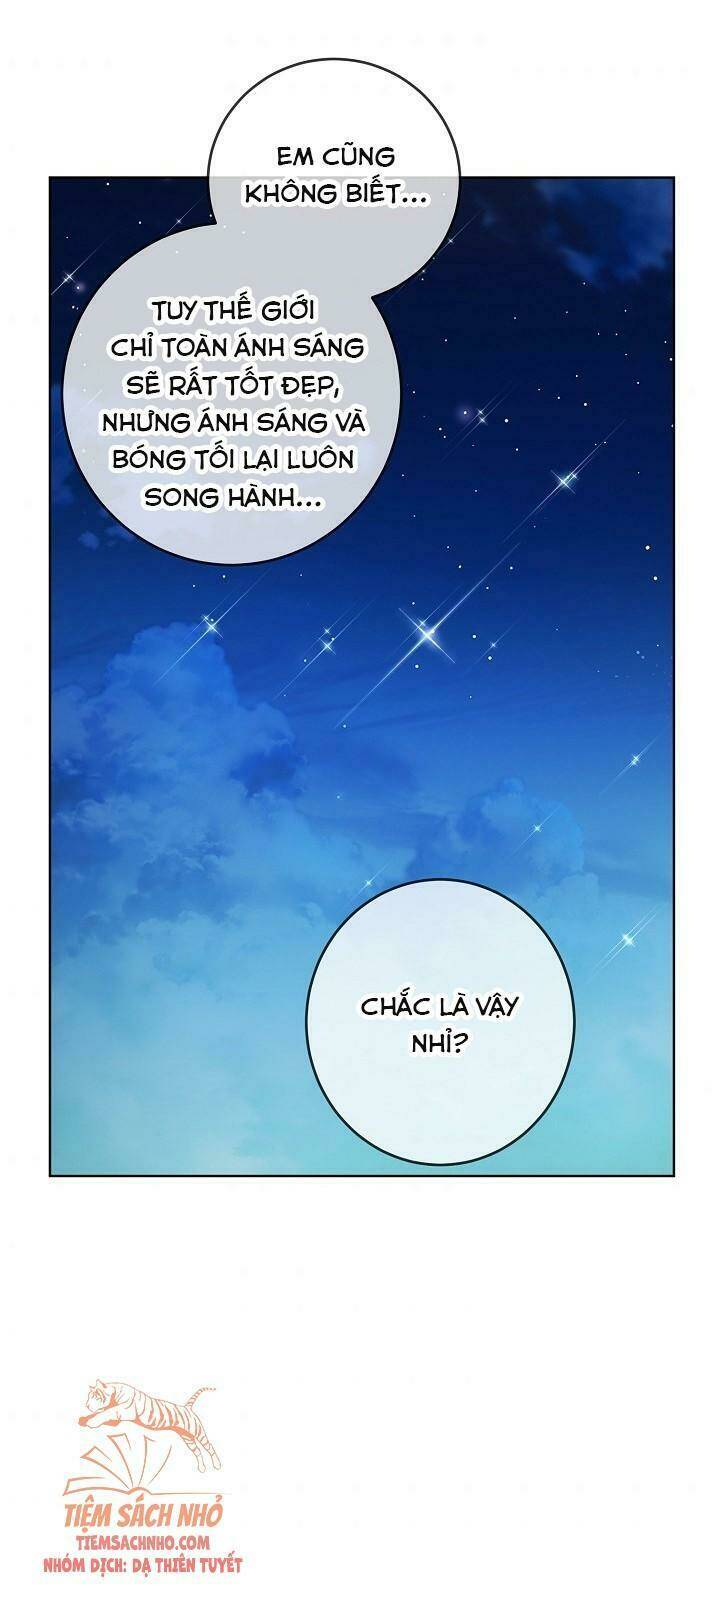 EM CŨNG
KHÔNG BIẾT...
TUY THẾ GIỚI
CHỈ TOÀN ÁNH SÁNG
SẼ RẤT TỐT ĐẸP,
NHƯNG ÁNH SÁNG VÀ
BÓNG TỐI LẠI LUÔN
SONG HÀNH...
CHẮC LÀ VẬY
NHỈ?
TIỆM SÁCH NHỎ
TIEMSACHNHO.COM
NHÓM DỊCH: DẠ THIÊN TUYẾT